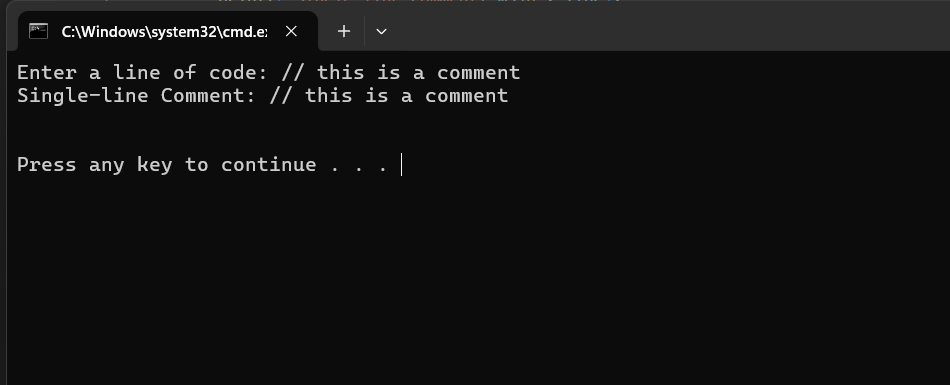 C:\Windows\system32\cmd.e
Enter a line of code: // this is a comment
Single-line Comment: // this is a comment
Press any key to continue . . .